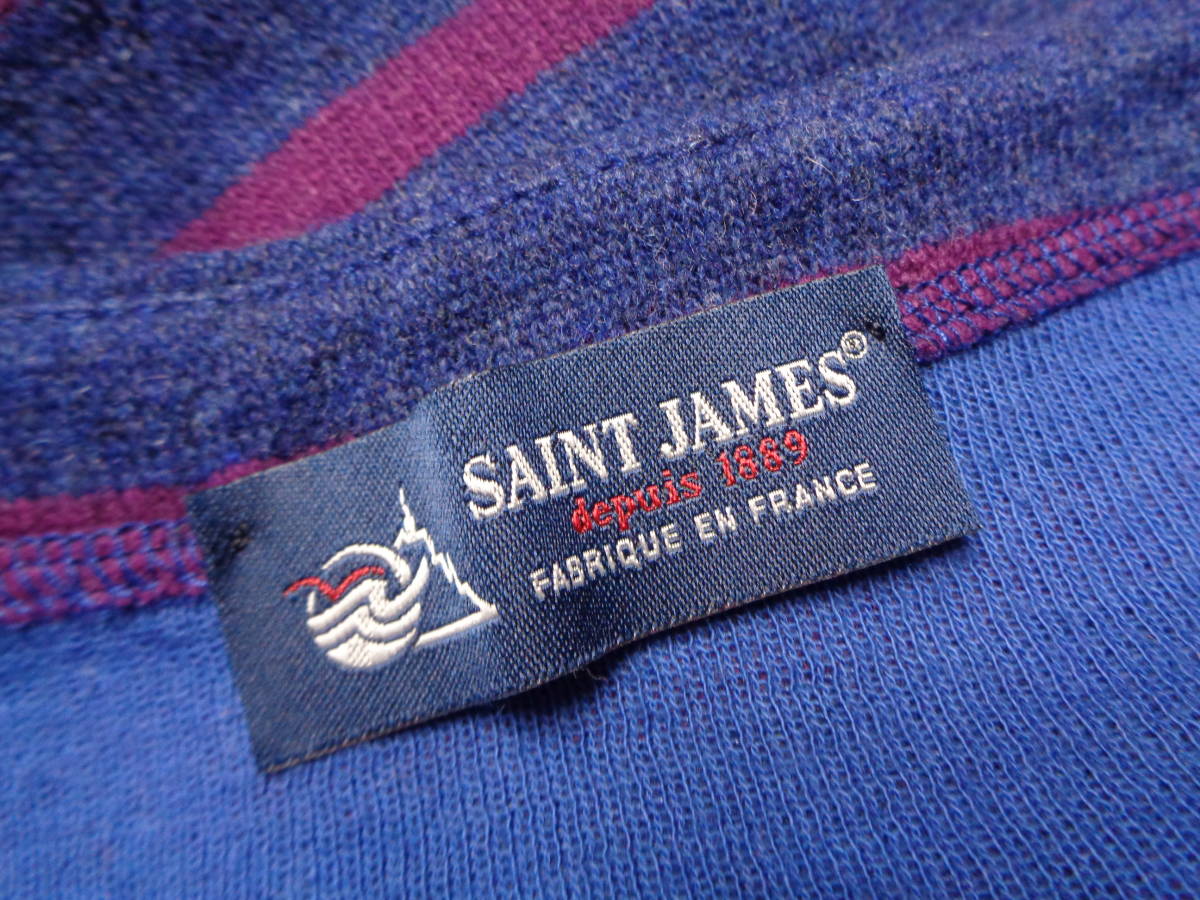 SAINT JAMES®
depuis 1889
FABRIQUE EN FRANCE